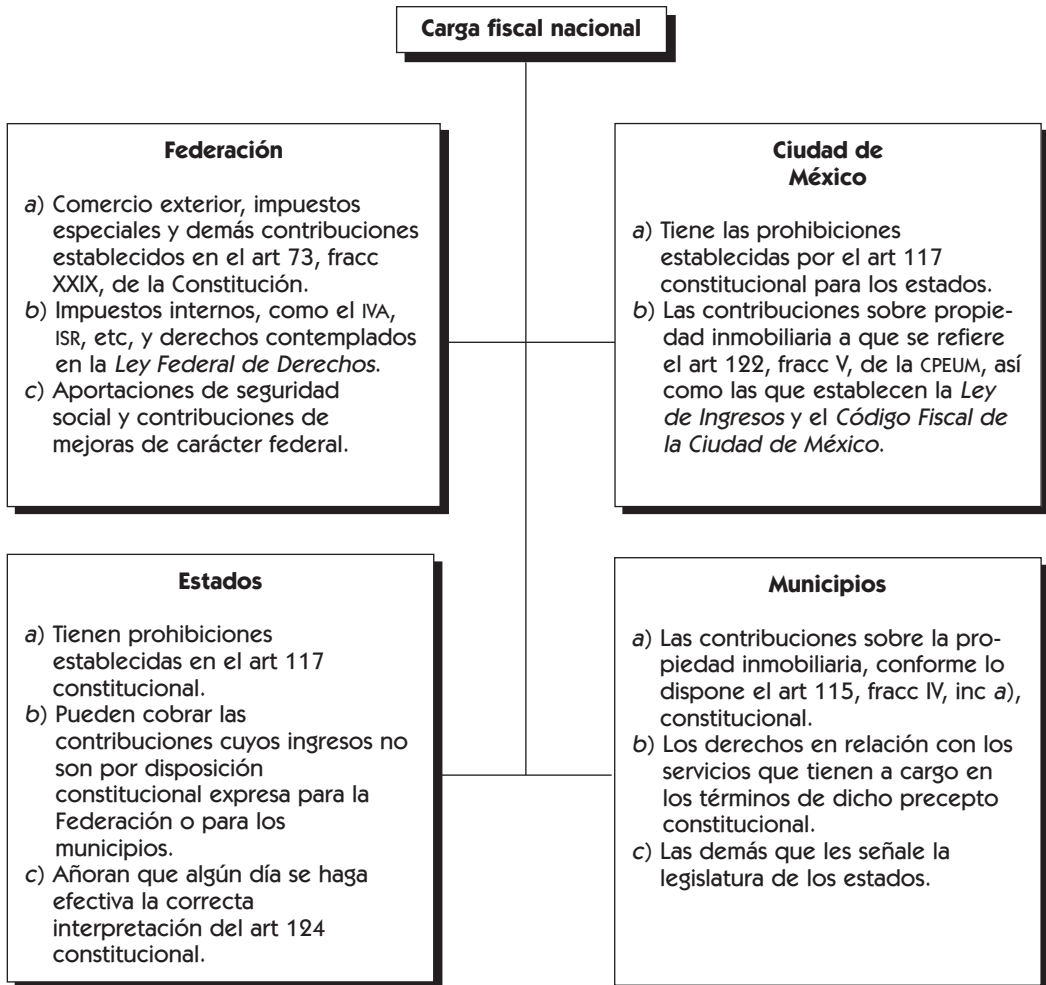 Carga fiscal nacional
Federación
a) Comercio exterior, impuestos
especiales y demás contribuciones
establecidos en el art 73, fracc
XXIX, de la Constitución.
b) Impuestos internos, como el IVA,
ISR, etc, y derechos contemplados
en la Ley Federal de Derechos.
c) Aportaciones de seguridad
social y contribuciones de
mejoras de carácter federal.
Ciudad de
México
a) Tiene las prohibiciones
establecidas por el art 117
constitucional para los estados.
b) Las contribuciones sobre propie-
dad inmobiliaria a que se refiere
el art 122, fracc V, de la CPEUM, así
como las que establecen la Ley
de Ingresos y el Código Fiscal de
la Ciudad de México.
Estados
a) Tienen prohibiciones
establecidas en el art 117
constitucional.
b) Pueden cobrar las
contribuciones cuyos ingresos no
son por disposición
constitucional expresa para la
Federación o para los
municipios.
c) Añoran que algún día se haga
efectiva la correcta
interpretación del art 124
constitucional.
Municipios
a) Las contribuciones sobre la pro-
piedad inmobiliaria, conforme lo
dispone el art 115, fracc IV, inc a),
constitucional.
b) Los derechos en relación con los
servicios que tienen a cargo en
los términos de dicho precepto
constitucional.
c) Las demás que les señale la
legislatura de los estados.